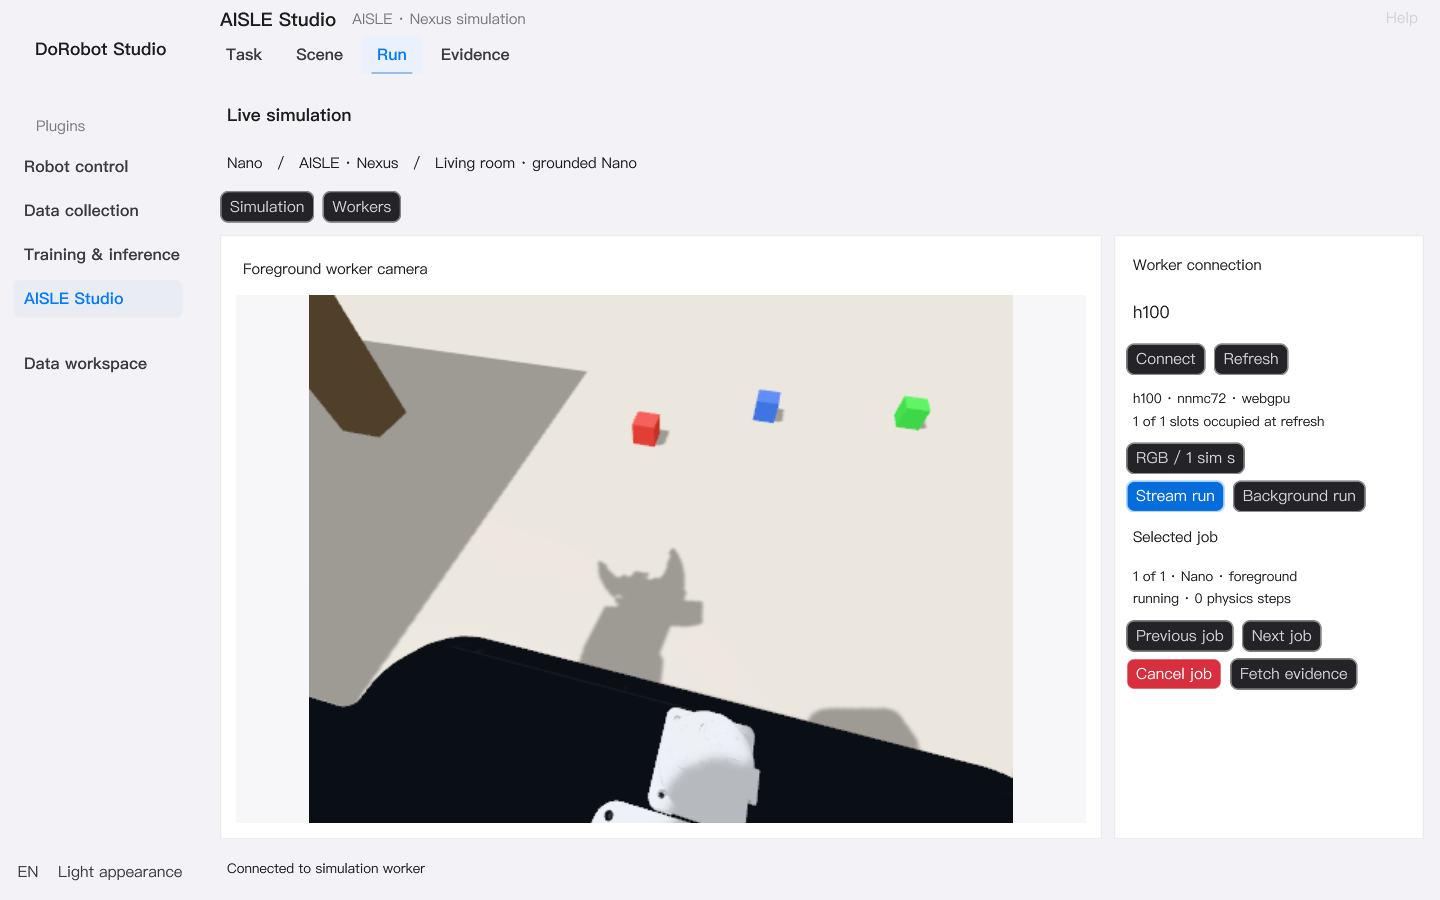 DoRobot Studio
Plugins
Robot control
Data collection
Training & inference
AISLE Studio
Data workspace
EN Light appearance
AISLE Studio AISLE · Nexus simulation
Help
Task Scene Run Evidence
Live simulation
Nano / AISLE · Nexus / Living room · grounded Nano
Simulation Workers
Foreground worker camera
Worker connection
h100
Connect Refresh
h100 · nnmc72 · webgpu
1 of 1 slots occupied at refresh
RGB / 1 sim s
Stream run Background run
Selected job
1 of 1 · Nano · foreground
running · 0 physics steps
Previous job Next job
Cancel job Fetch evidence
Connected to simulation worker